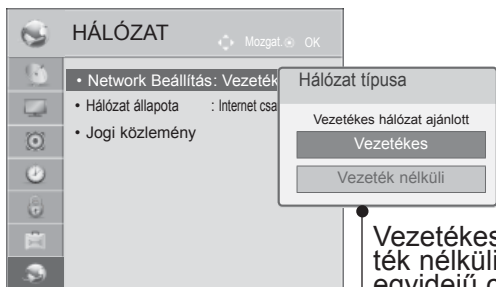 HÁLÓZAT
Mozgat. OK
• Network Beállítás: Vezeték
• Hálózat állapota : Internet csa
• Jogi közlemény
Hálózat típusa
Vezetékes hálózat ajánlott
Vezetékes
Vezeték nélküli
Vezetékes
ték nélküli
egyidejű